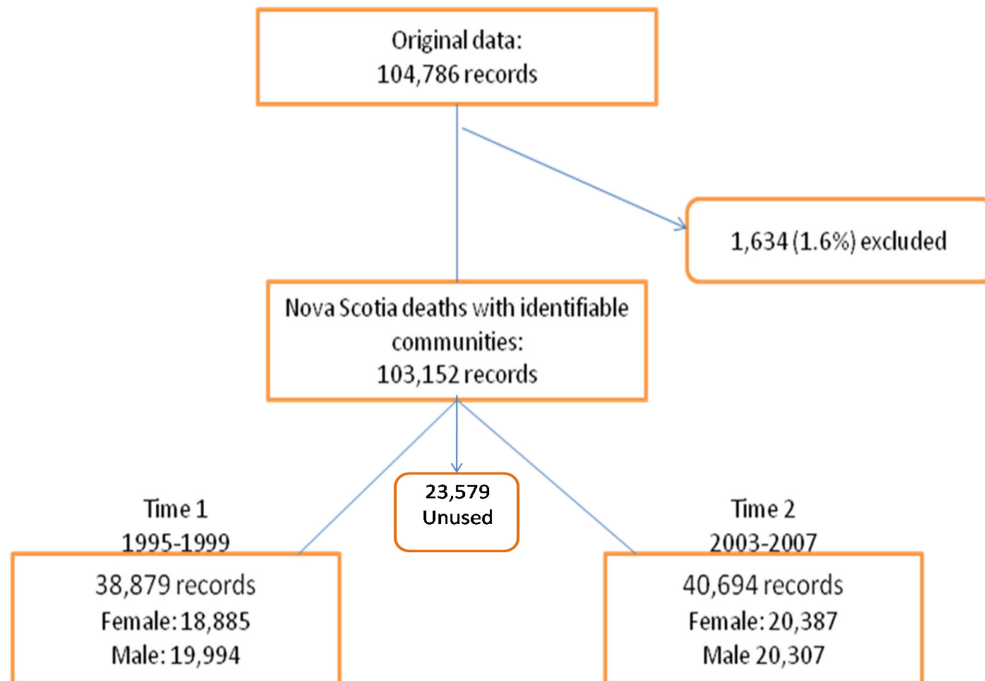 Original data:
104,786 records
1,634 (1.6%) excluded
Nova Scotia deaths with identifiable
communities:
103,152 records
23,579
Unused
Time 1
1995-1999
38,879 records
Female: 18,885
Male: 19,994
Time 2
2003-2007
40,694 records
Female: 20,387
Male 20,307